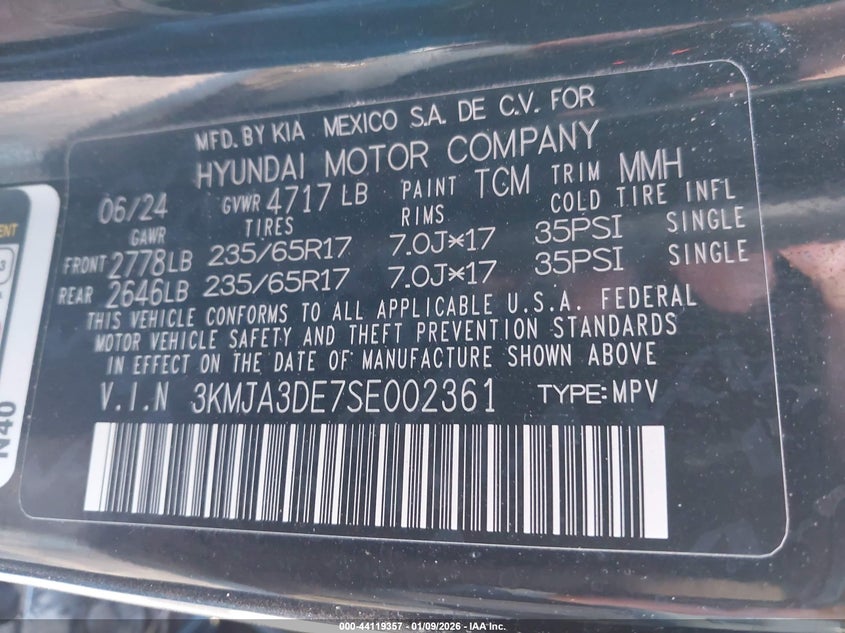 MFD. BY KIA MEXICO S.A. DE C.V. FOR
HYUNDAI MOTOR COMPANY
06/24 GVWR 4717 LB PAINT TCM TRIM MMH
GAWR TIRES RIMS COLD TIRE INFL
FRONT 2778LB 235/65R17 7.0J×17 35PSI SINGLE
REAR 2646LB 235/65R17 7.0J×17 35PSI SINGLE
THIS VEHICLE CONFORMS TO ALL APPLICABLE U.S.A. FEDERAL
MOTOR VEHICLE SAFETY AND THEFT PREVENTION STANDARDS
IN EFFECT ON THE DATE OF MANUFACTURE SHOWN ABOVE
V.I.N 3KMJA3DE7SE002361 TYPE:MPV
N40
000-44119357 - 01/09/2026 - IAA Inc.